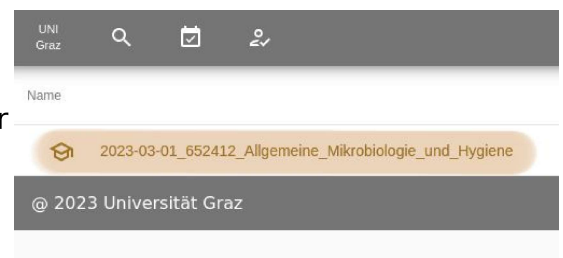 UNI
Graz
Name
r
2023-03-01_652412_Allgemeine_Mikrobiologie_und_Hygiene
@ 2023 Universität Graz